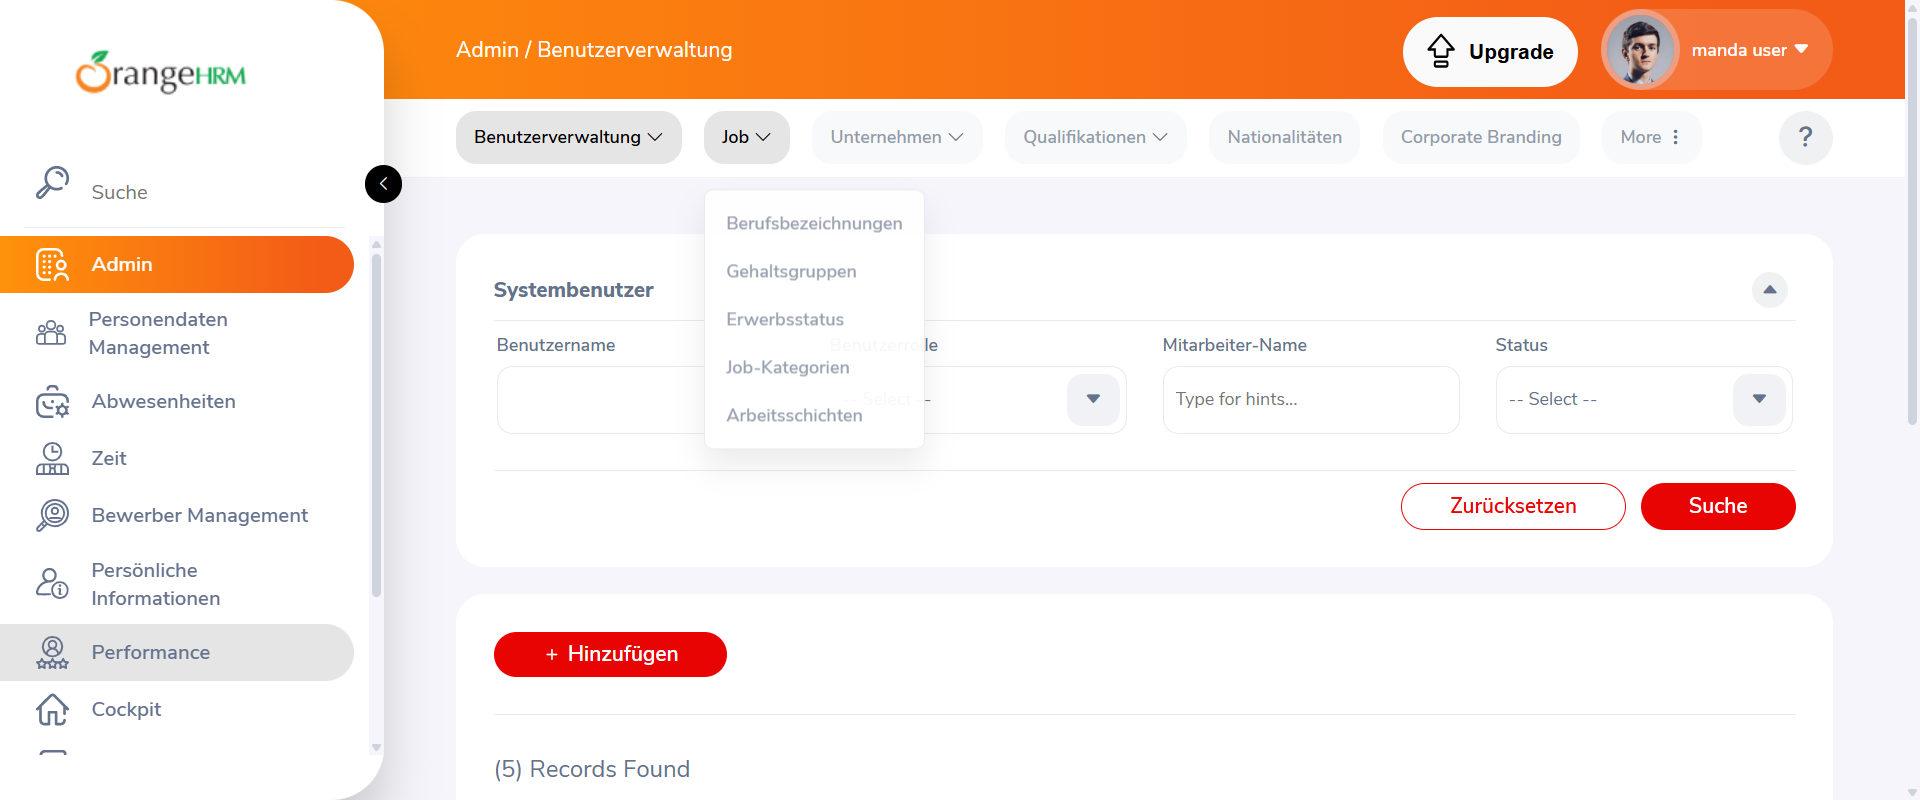 OrangeHRM
Admin / Benutzerverwaltung
Upgrade
manda user
Benutzerverwaltung
Job
Unternehmen
Qualifikationen
Nationalitäten
Corporate Branding
More
?
Suche
Admin
Personendaten
Management
Abwesenheiten
Zeit
Bewerber Management
Persönliche
Informationen
Performance
Cockpit
Berufsbezeichnungen
Gehaltsgruppen
Erwerbsstatus
Job-Kategorien
Arbeitsschichten
Systembenutzer
Benutzername
Benutzerrolle
Mitarbeiter-Name
Status
-- Select --
Type for hints...
-- Select --
Zurücksetzen
Suche
+ Hinzufügen
(5) Records Found